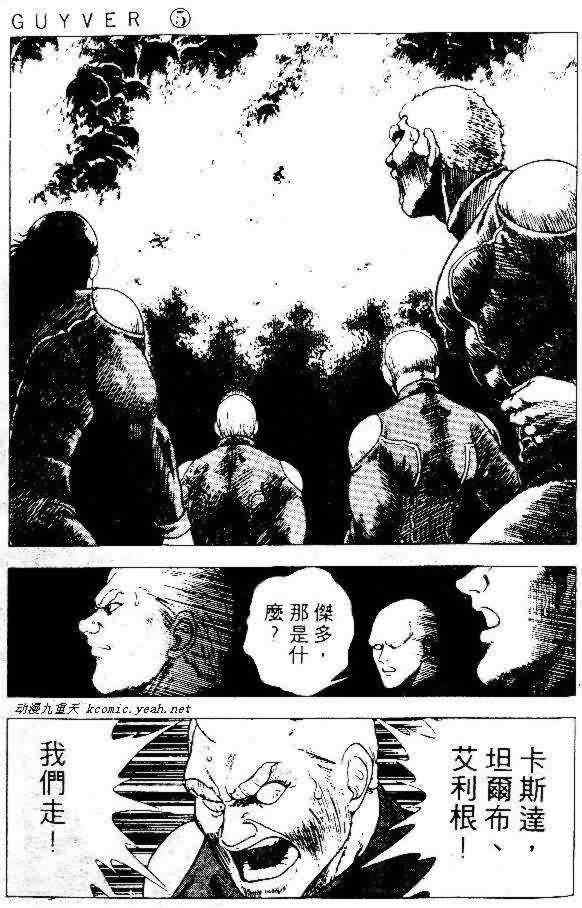 GUYVER ⑤
傑多，
那是什
麼？
动漫九重天 kcomic.yeah.net
卡斯達，
坦爾布、
艾利根！
我們走！